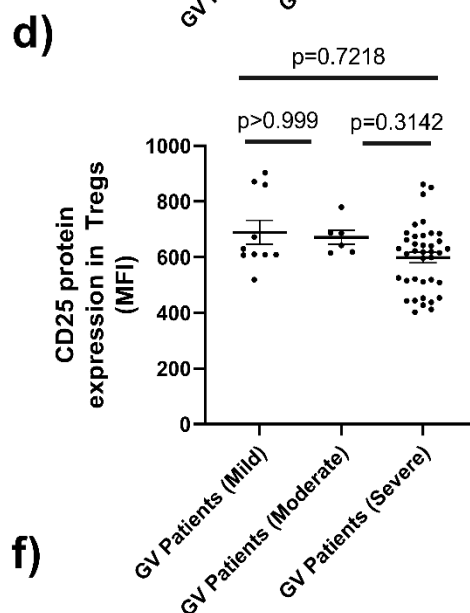 GV
d)
p=0.7218
p>0.999
p=0.3142
CD25 protein
expression in Tregs
(MFI)
1000
800
600
400
200
0
GV Patients (Mild)
GV Patients (Moderate)
GV Patients (Severe)
f)